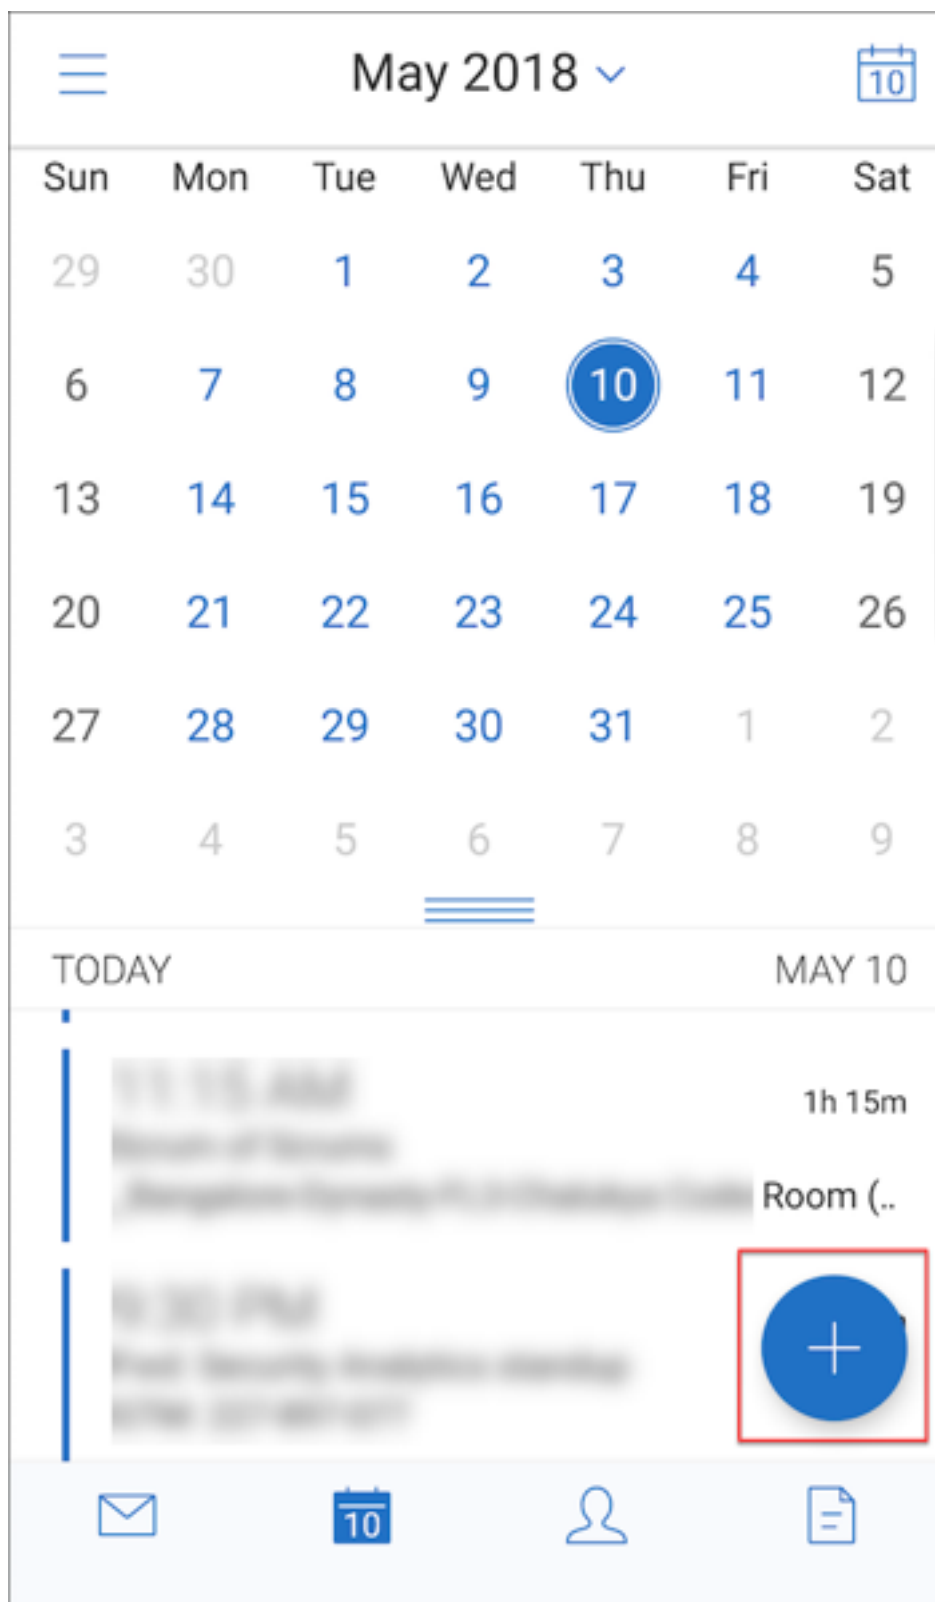 May 2018 10
Sun Mon Tue Wed Thu Fri Sat
29 30 1 2 3 4 5
6 7 8 9 10 11 12
13 14 15 16 17 18 19
20 21 22 23 24 25 26
27 28 29 30 31 1 2
3 4 5 6 7 8 9
TODAY MAY 10
1h 15m
Room (..
10